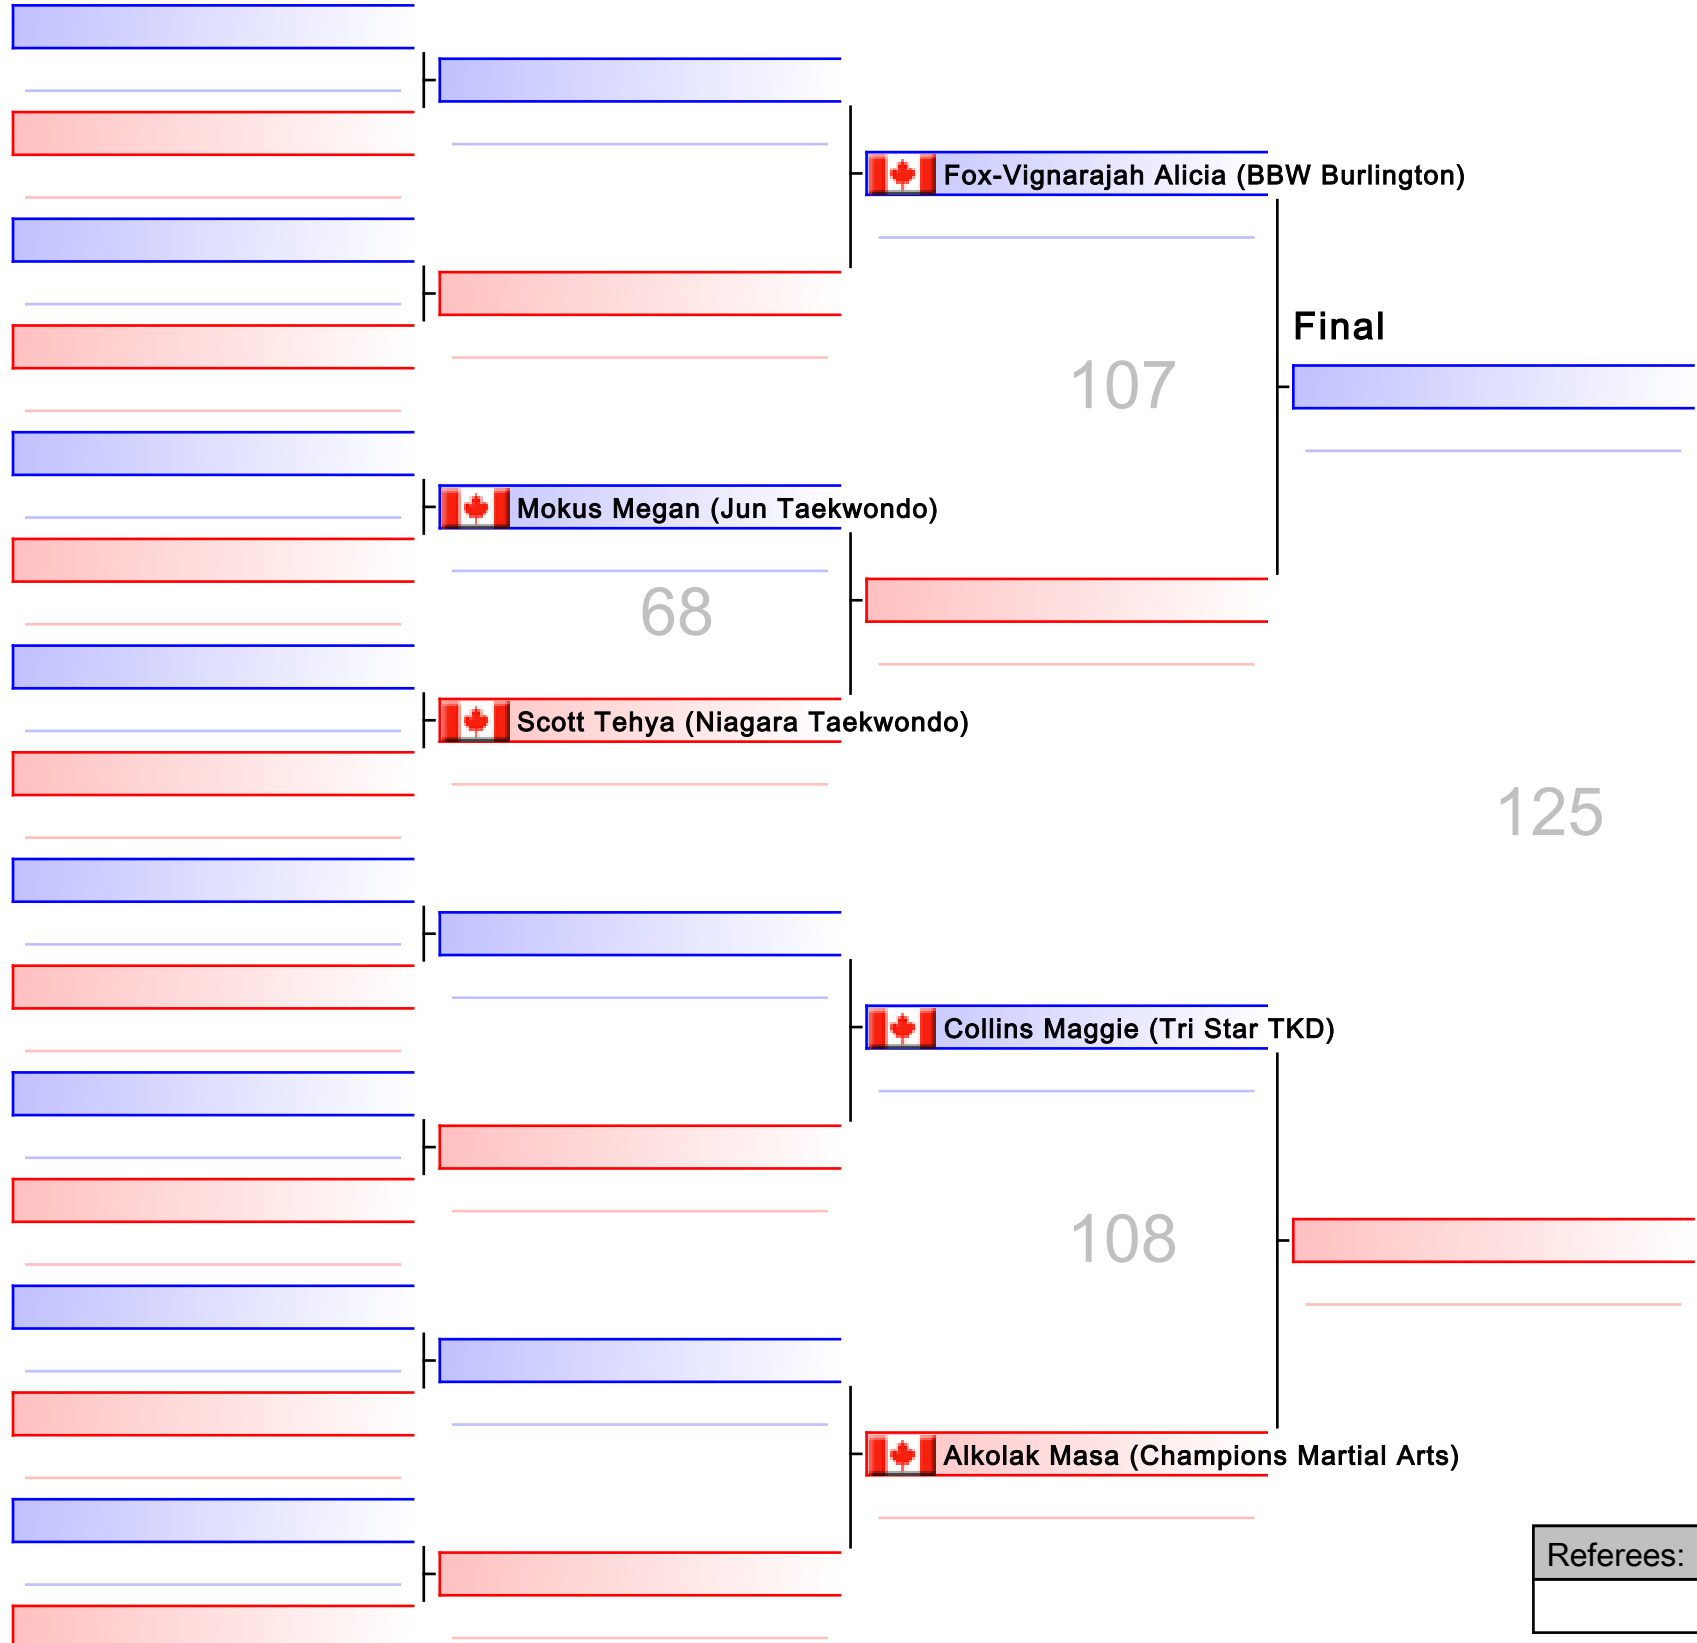 Fox-Vignarajah Alicia (BBW Burlington)
Final
107
Mokus Megan (Jun Taekwondo)
68
Scott Tehya (Niagara Taekwondo)
125
Collins Maggie (Tri Star TKD)
108
Alkolak Masa (Champions Martial Arts)
Referees: